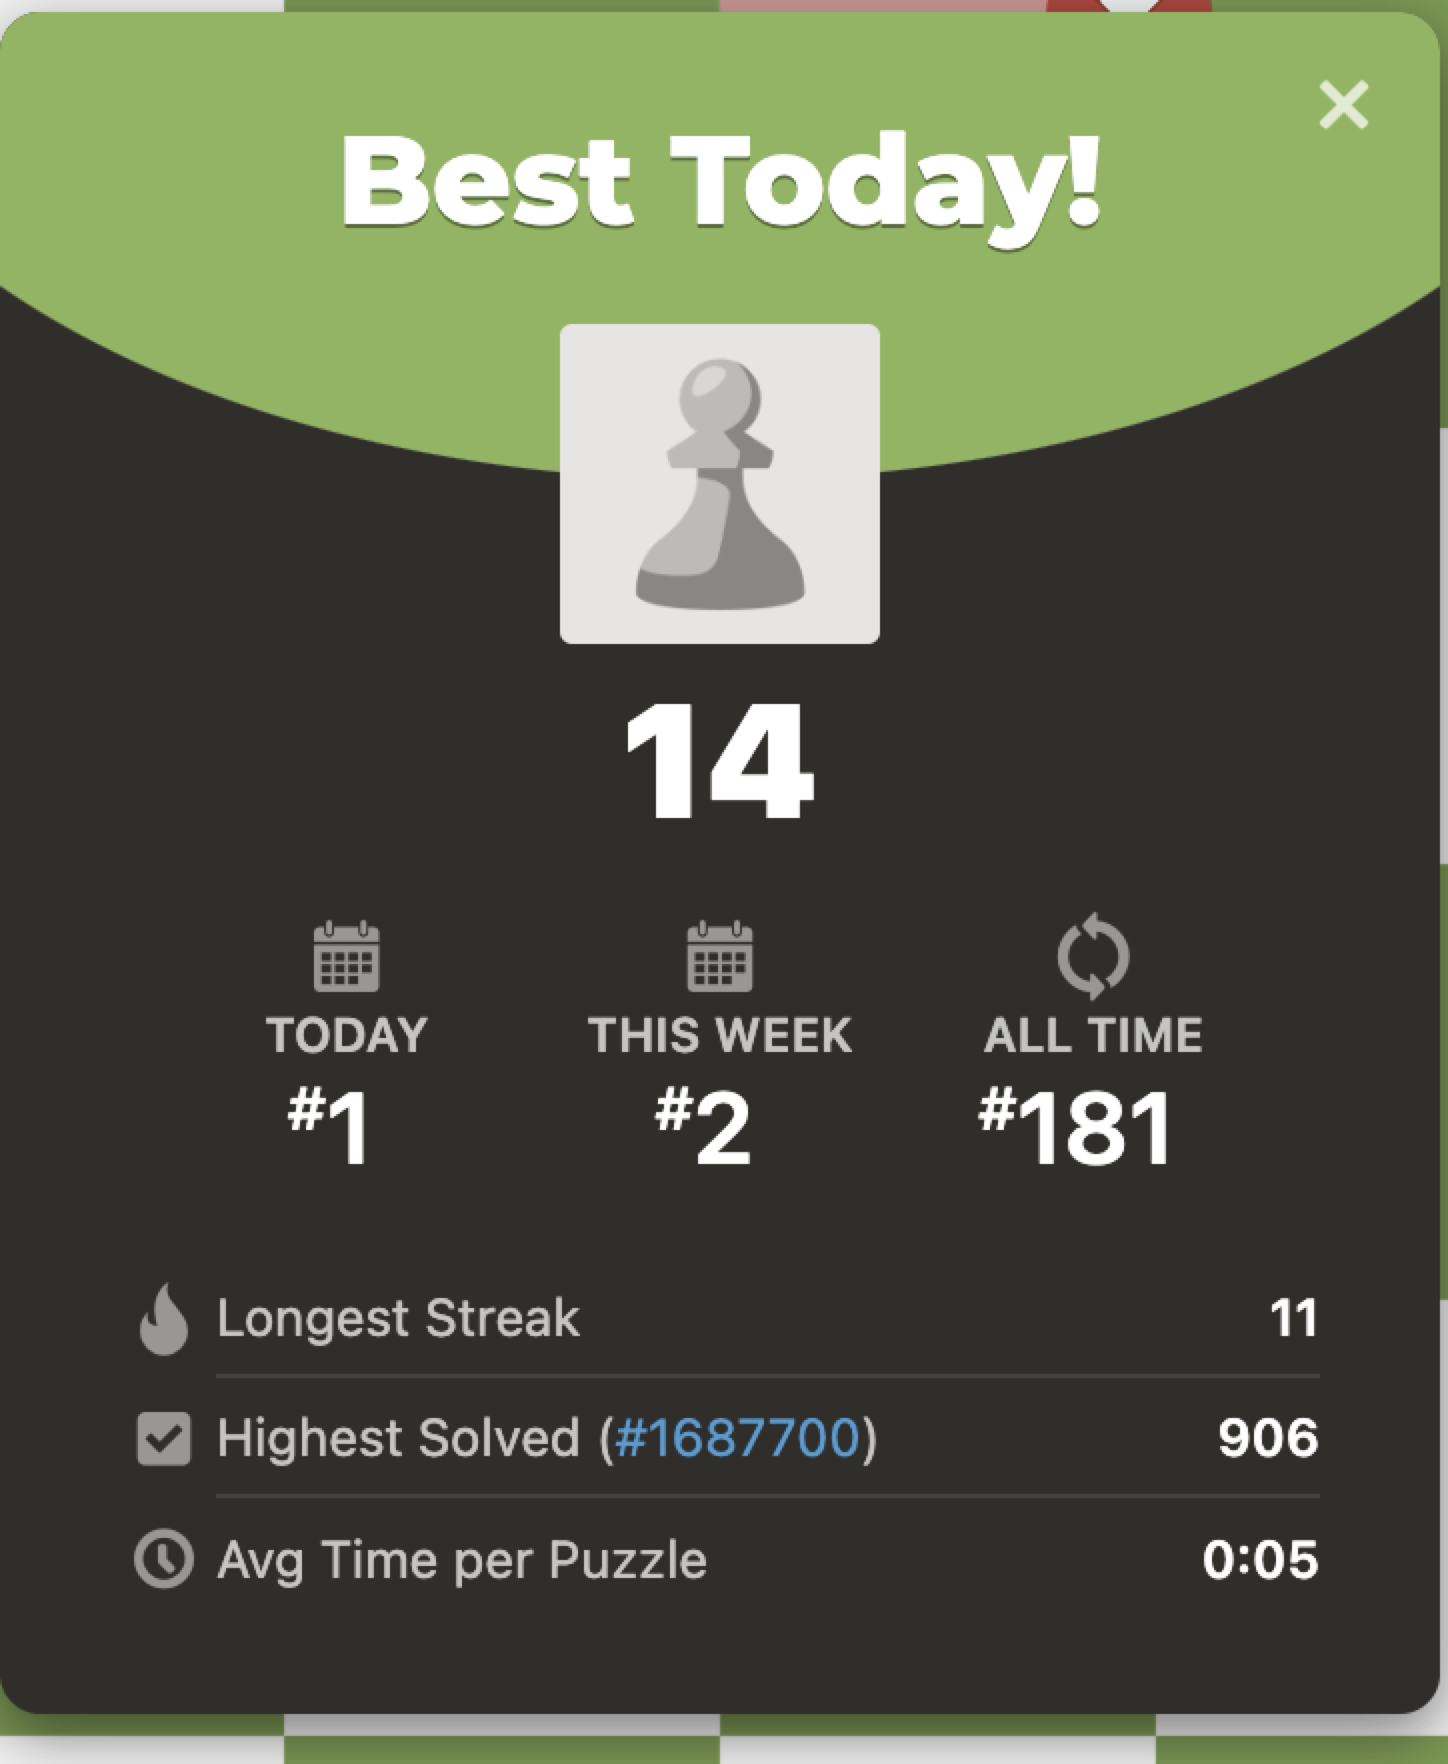 Best Today!
14
TODAY THIS WEEK ALL TIME
#1 #2 #181
Longest Streak 11
Highest Solved (#1687700) 906
Avg Time per Puzzle 0:05